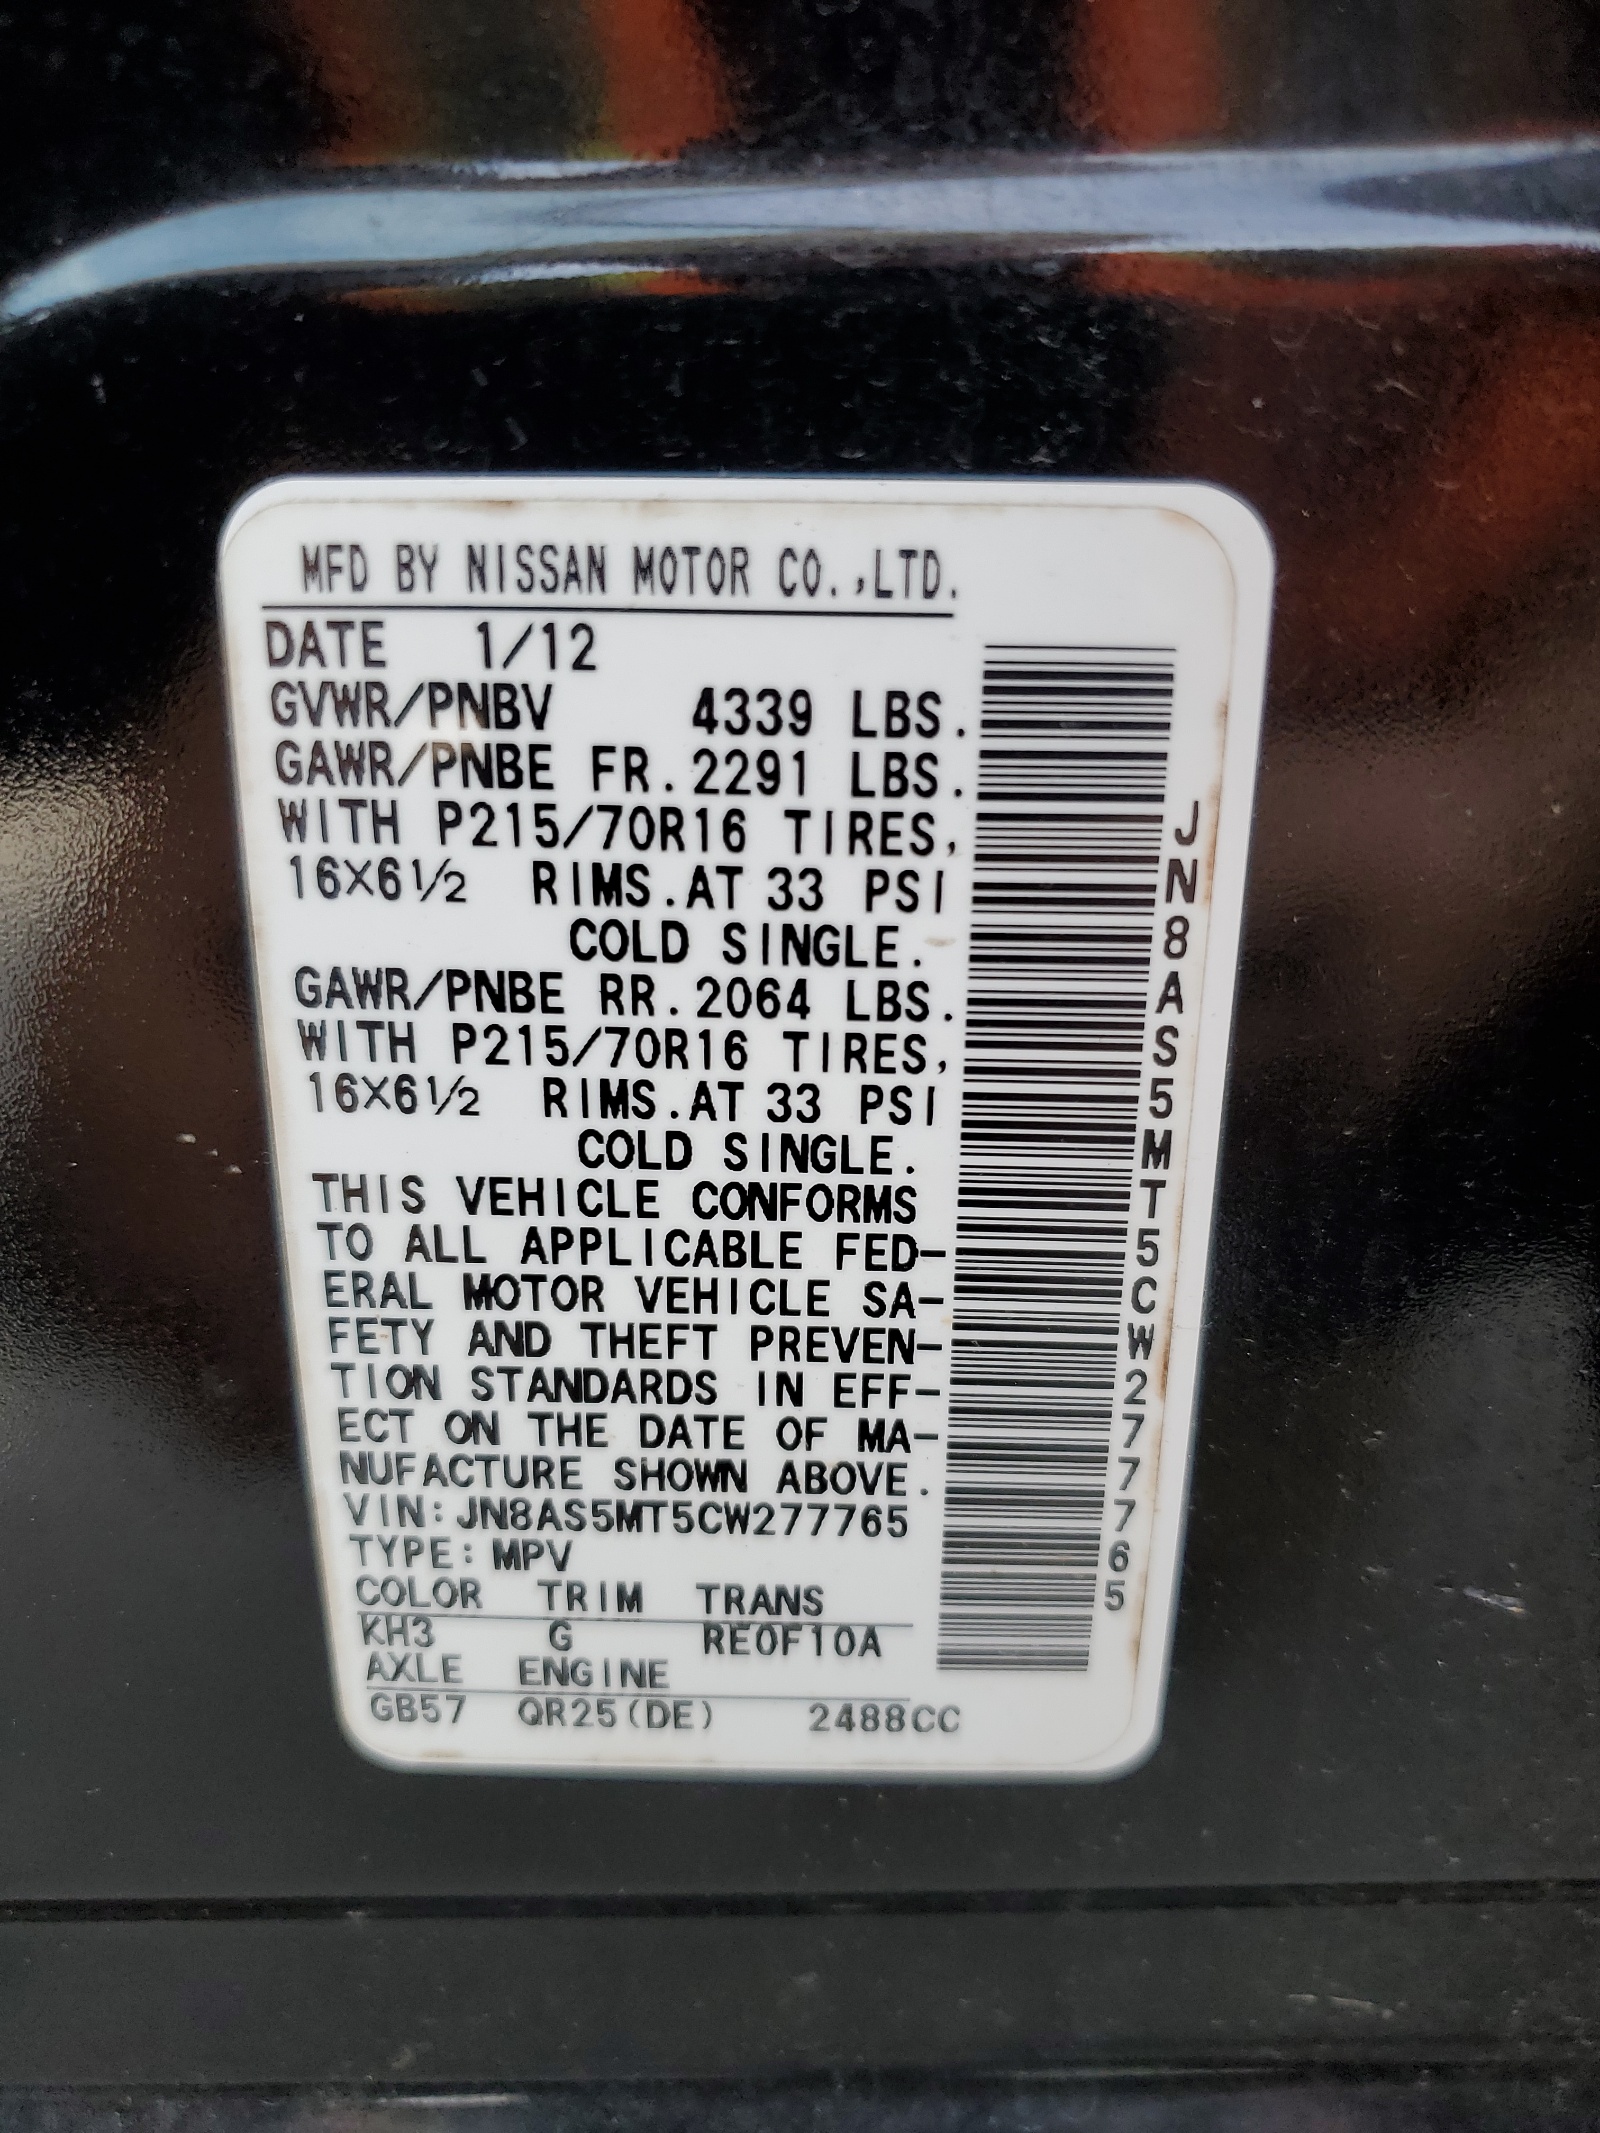 MFD BY NISSAN MOTOR CO.,LTD.
DATE 1/12
GVWR/PNBV 4339 LBS.
GAWR/PNBE FR.2291 LBS.
WITH P215/70R16 TIRES,
16X6½ RIMS.AT 33 PSI
COLD SINGLE.
GAWR/PNBE RR.2064 LBS.
WITH P215/70R16 TIRES,
16X6½ RIMS.AT 33 PSI
COLD SINGLE.
THIS VEHICLE CONFORMS
TO ALL APPLICABLE FED-
ERAL MOTOR VEHICLE SA-
FETY AND THEFT PREVEN-
TION STANDARDS IN EFF-
ECT ON THE DATE OF MA-
NUFACTURE SHOWN ABOVE.
VIN:JN8AS5MT5CW277765
TYPE:MPV
COLOR TRIM TRANS
KH3 G RE0F10A
AXLE ENGINE
GB57 QR25(DE) 2488CC
JN8AS5MT5CW277765